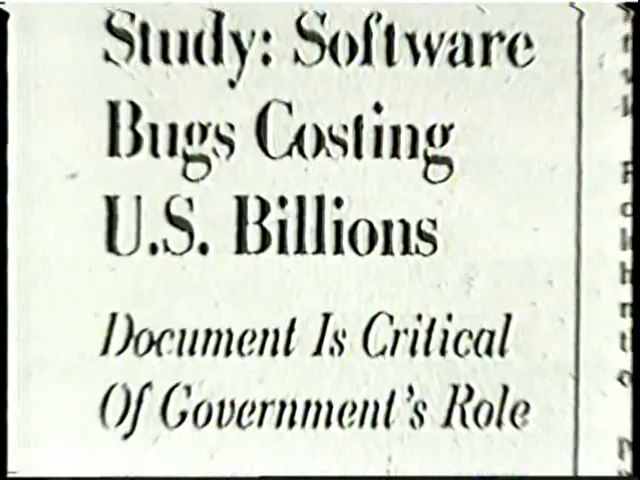 Study: Software
Bugs Costing
U.S. Billions
Document Is Critical
Of Government's Role